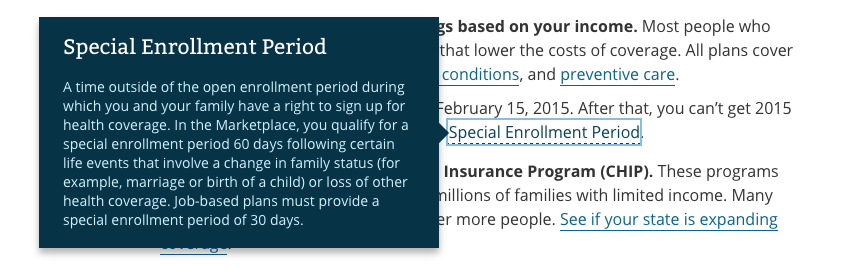 Special Enrollment Period
A time outside of the open enrollment period during
which you and your family have a right to sign up for
health coverage. In the Marketplace, you qualify for a
special enrollment period 60 days following certain
life events that involve a change in family status (for
example, marriage or birth of a child) or loss of other
health coverage. Job-based plans must provide a
special enrollment period of 30 days.
based on your income. Most people who
that lower the costs of coverage. All plans cover
conditions, and preventive care.
February 15, 2015. After that, you can’t get 2015
Special Enrollment Period.
Insurance Program (CHIP). These programs
millions of families with limited income. Many
more people. See if your state is expanding
coverage.